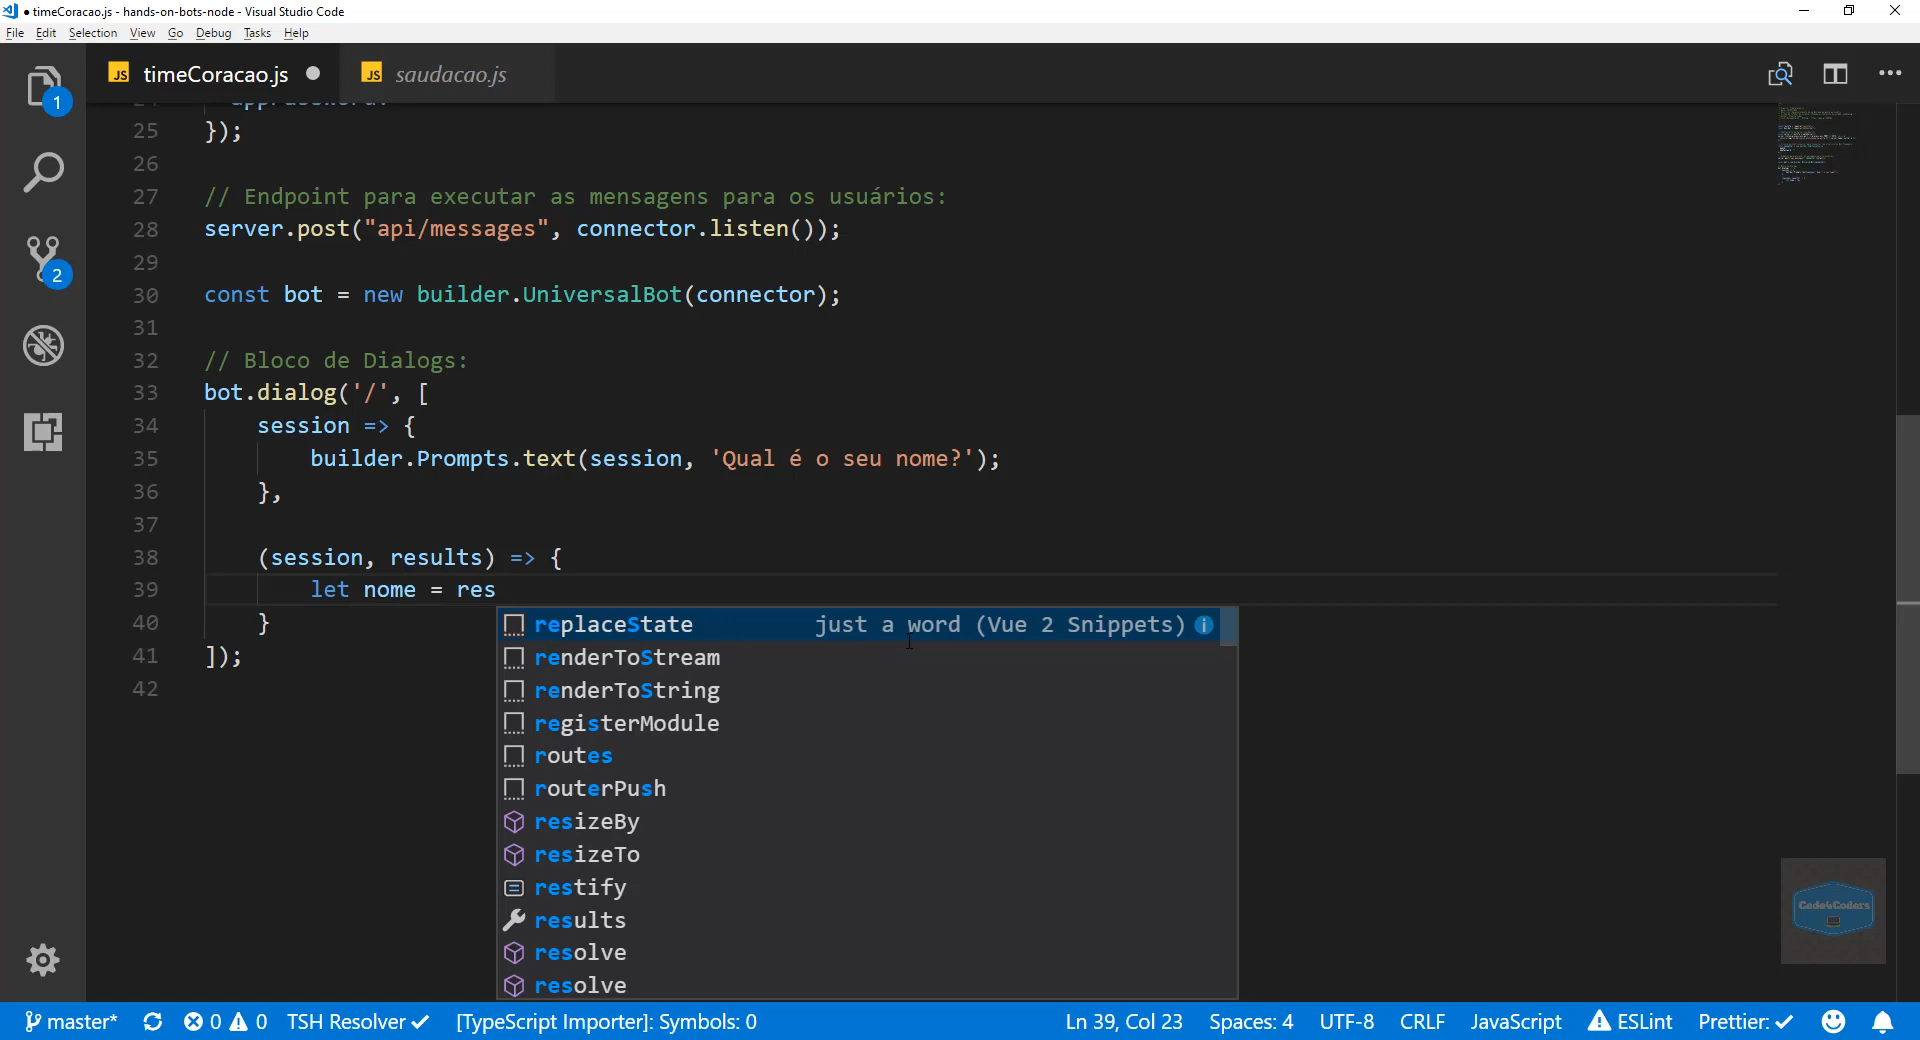 timeCoracao.js - hands-on-bots-node - Visual Studio Code
File Edit Selection View Go Debug Tasks Help
JS timeCoracao.js ● JS saudacao.js
1
25 });
26
27 // Endpoint para executar as mensagens para os usuários:
28 server.post("api/messages", connector.listen());
29
2
30 const bot = new builder.UniversalBot(connector);
31
32 // Bloco de Dialogs:
33 bot.dialog('/', [
34 session => {
35 builder.Prompts.text(session, 'Qual é o seu nome?');
36 },
37
38 (session, results) => {
39 let nome = res
40 }
41 ]);
42
replaceState just a word (Vue 2 Snippets)
renderToStream
renderToString
registerModule
routes
routerPush
resizeBy
resizeTo
restify
results
resolve
resolve
Code4Coders
master* 0 0 TSH Resolver ✓ [TypeScript Importer]: Symbols: 0 Ln 39, Col 23 Spaces: 4 UTF-8 CRLF JavaScript ESLint Prettier: ✓